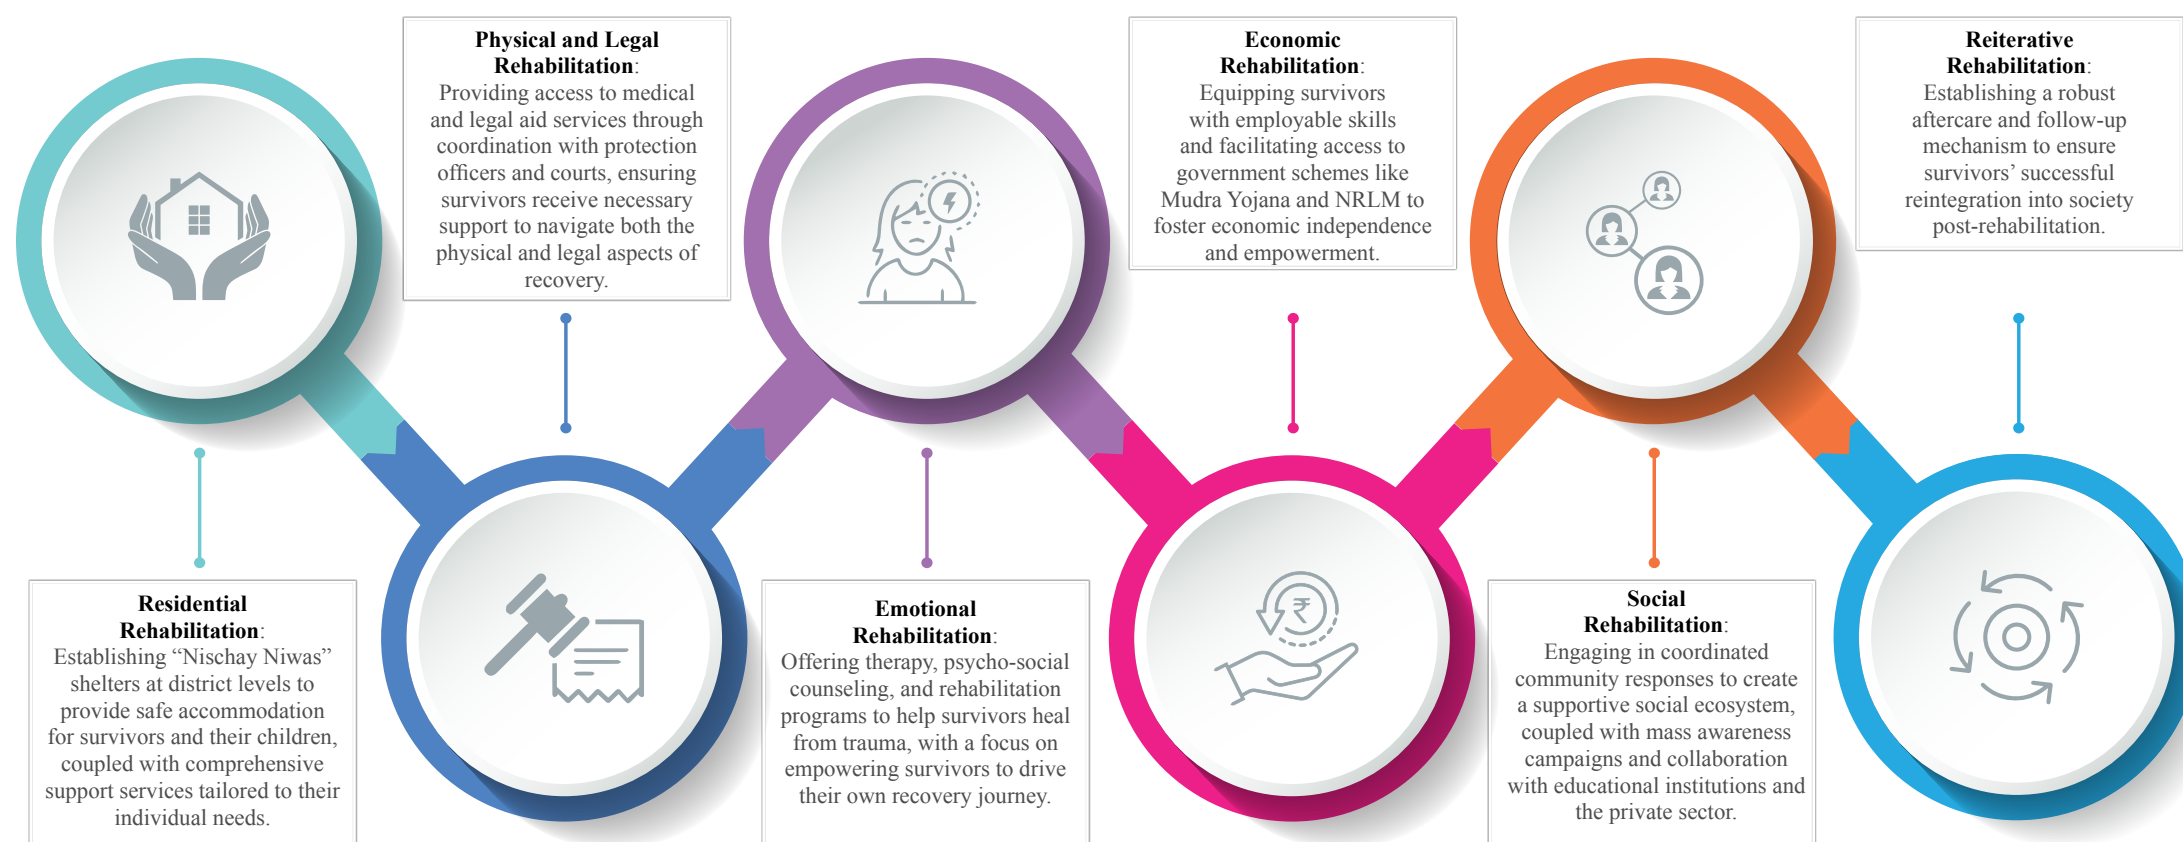 Physical and Legal
Rehabilitation:
Providing access to medical
and legal aid services through
coordination with protection
officers and courts, ensuring
survivors receive necessary
support to navigate both the
physical and legal aspects of
recovery.
Economic
Rehabilitation:
Equipping survivors
with employable skills
and facilitating access to
government schemes like
Mudra Yojana and NRLM to
foster economic independence
and empowerment.
Reiterative
Rehabilitation:
Establishing a robust
aftercare and follow-up
mechanism to ensure
survivors’ successful
reintegration into society
post-rehabilitation.
Residential
Rehabilitation:
Establishing “Nischay Niwas”
shelters at district levels to
provide safe accommodation
for survivors and their children,
coupled with comprehensive
support services tailored to their
individual needs.
Emotional
Rehabilitation:
Offering therapy, psycho-social
counseling, and rehabilitation
programs to help survivors heal
from trauma, with a focus on
empowering survivors to drive
their own recovery journey.
₹
Social
Rehabilitation:
Engaging in coordinated
community responses to create
a supportive social ecosystem,
coupled with mass awareness
campaigns and collaboration
with educational institutions and
the private sector.